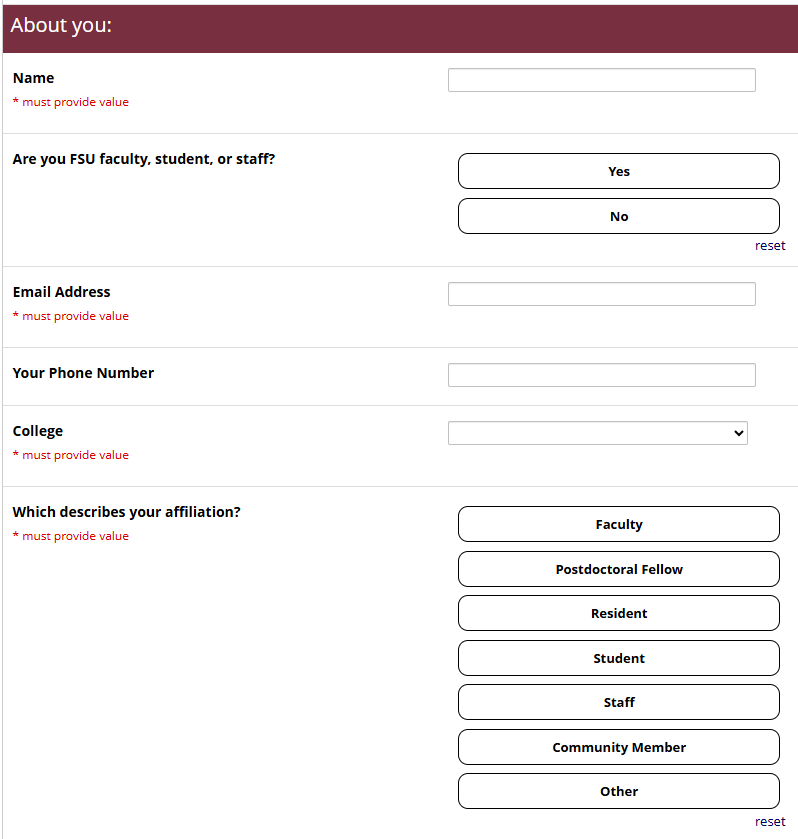 About you:
Name
* must provide value
Are you FSU faculty, student, or staff?
Yes
No
reset
Email Address
* must provide value
Your Phone Number
College
* must provide value
Which describes your affiliation?
* must provide value
Faculty
Postdoctoral Fellow
Resident
Student
Staff
Community Member
Other
reset